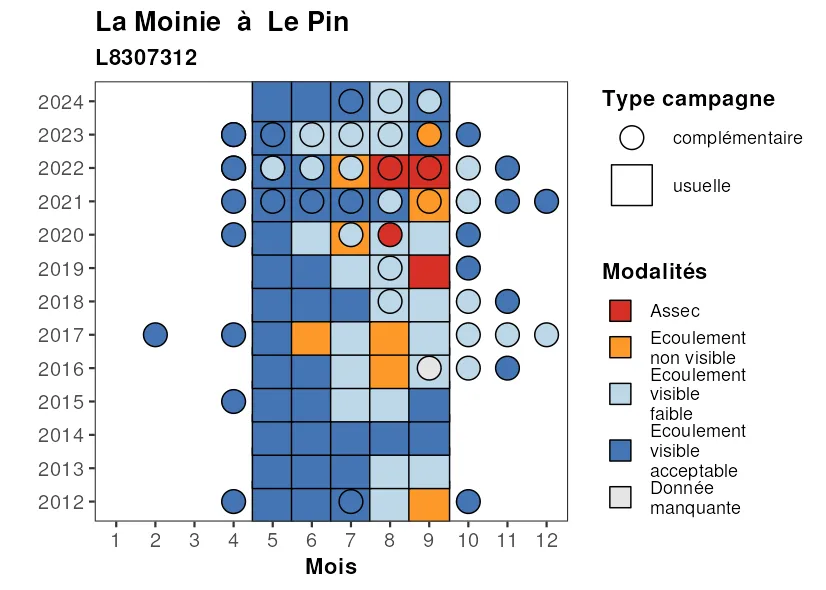 La Moinie  à  Le Pin
L8307312
2024
2023
2022
2021
2020
2019
2018
2017
2016
2015
2014
2013
2012
1 2 3 4 5 6 7 8 9 10 11 12
Mois
Type campagne
complémentaire
usuelle
Modalités
Assec
Ecoulement
non visible
Ecoulement
visible
faible
Ecoulement
visible
acceptable
Donnée
manquante